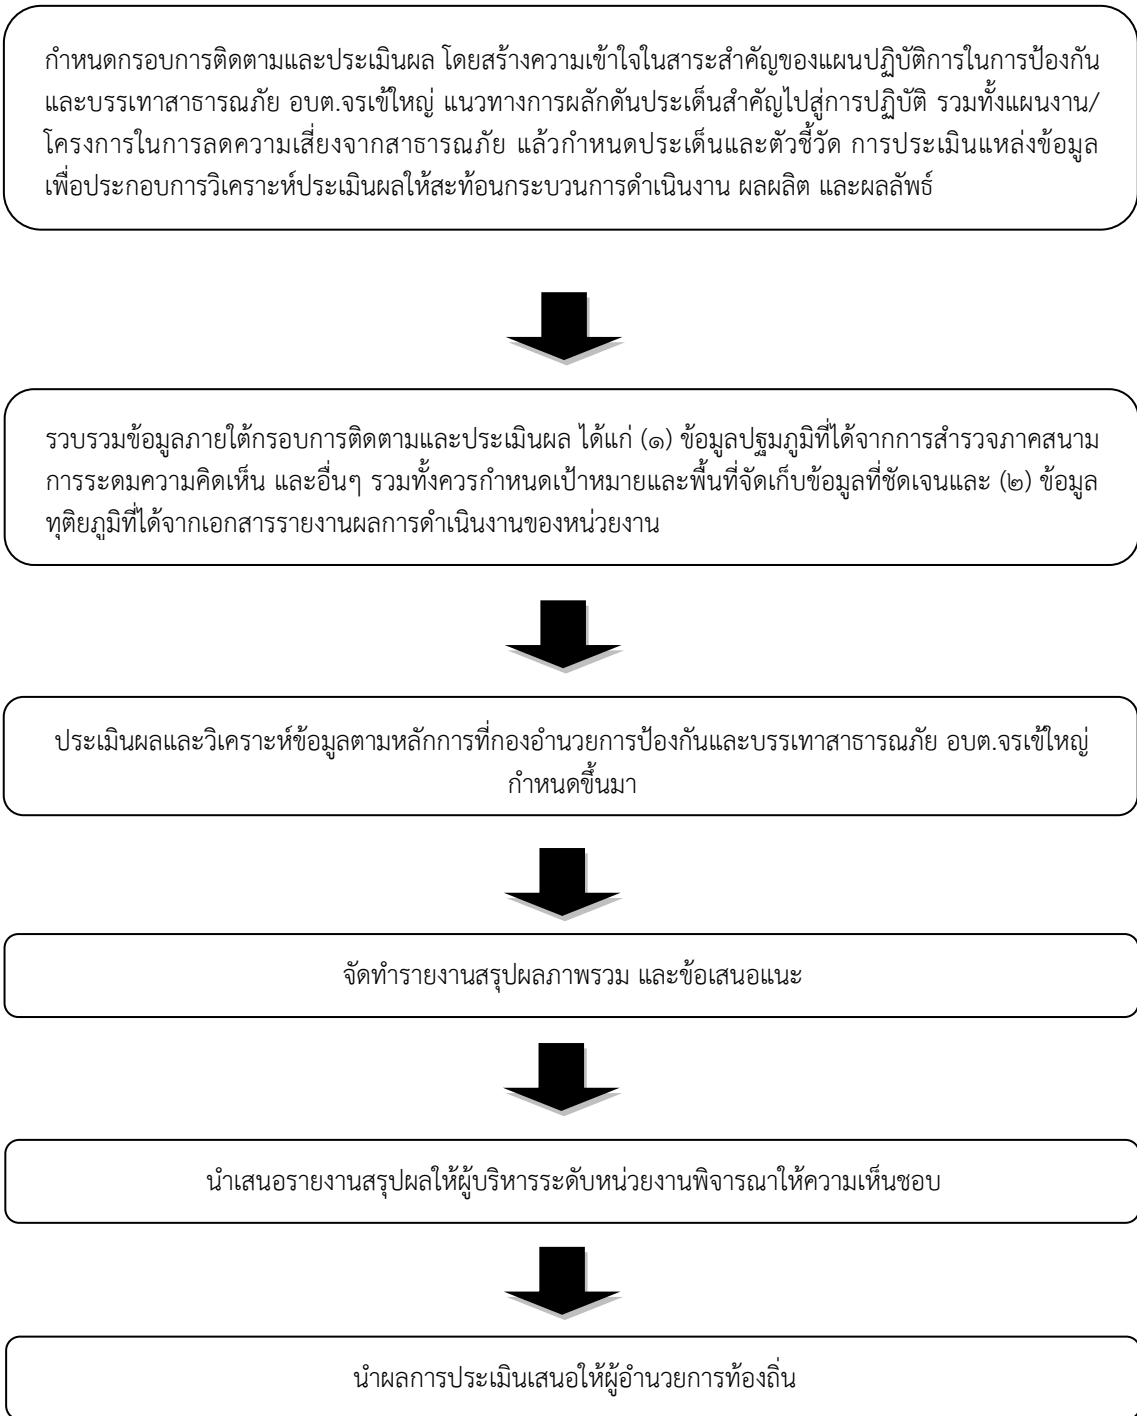 กำหนดกรอบการติดตามและประเมินผล โดยสร้างความเข้าใจในสาระสำคัญของแผนปฏิบัติการในการป้องกัน
และบรรเทาสาธารณภัย อบต.จรเข้ใหญ่ แนวทางการผลักดันประเด็นสำคัญไปสู่การปฏิบัติ รวมทั้งแผนงาน/
โครงการในการลดความเสี่ยงจากสาธารณภัย แล้วกำหนดประเด็นและตัวชี้วัด การประเมินแหล่งข้อมูล
เพื่อประกอบการวิเคราะห์ประเมินผลให้สะท้อนกระบวนการดำเนินงาน ผลผลิต และผลลัพธ์
รวบรวมข้อมูลภายใต้กรอบการติดตามและประเมินผล ได้แก่ (๑) ข้อมูลปฐมภูมิที่ได้จากการสำรวจภาคสนาม
การระดมความคิดเห็น และอื่นๆ รวมทั้งควรกำหนดเป้าหมายและพื้นที่จัดเก็บข้อมูลที่ชัดเจนและ (๒) ข้อมูล
ทุติยภูมิที่ได้จากเอกสารรายงานผลการดำเนินงานของหน่วยงาน
ประเมินผลและวิเคราะห์ข้อมูลตามหลักการที่กองอำนวยการป้องกันและบรรเทาสาธารณภัย อบต.จรเข้ใหญ่
กำหนดขึ้นมา
จัดทำรายงานสรุปผลภาพรวม และข้อเสนอแนะ
นำเสนอรายงานสรุปผลให้ผู้บริหารระดับหน่วยงานพิจารณาให้ความเห็นชอบ
นำผลการประเมินเสนอให้ผู้อำนวยการท้องถิ่น